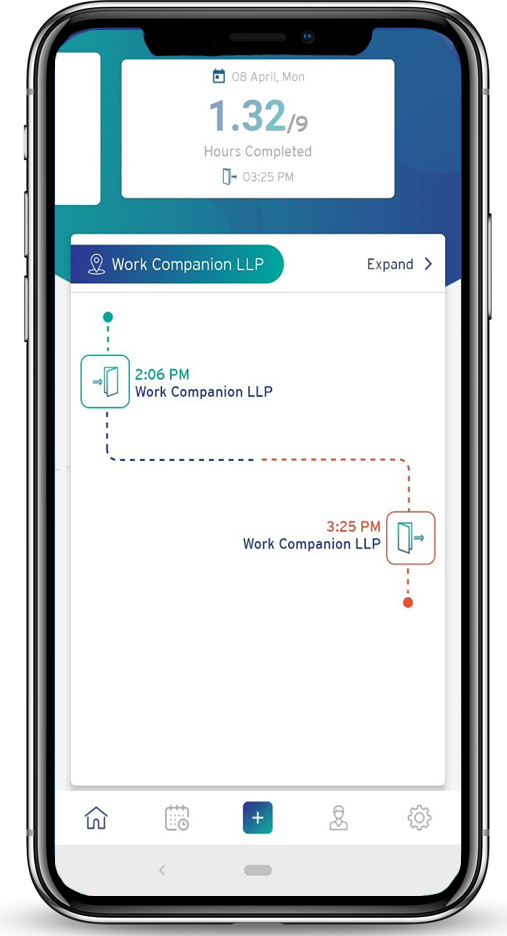 08 April, Mon
1.32/9
Hours Completed
03:25 PM
Work Companion LLP
Expand
2:06 PM
Work Companion LLP
3:25 PM
Work Companion LLP